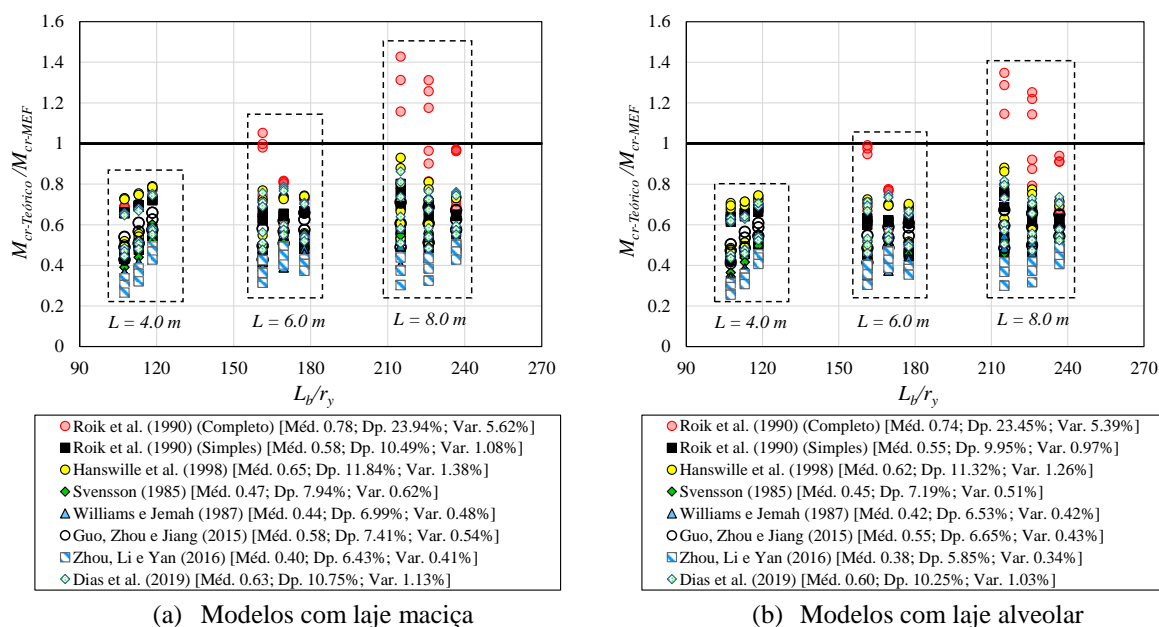 1.6
1.4
1.2
1
0.8
0.6
0.4
0.2
0
M_cr-Teórico /M_cr-MEF
L = 4.0 m
L = 6.0 m
L = 8.0 m
90 120 150 180 210 240 270
L_b/r_y
Roik et al. (1990) (Completo) [Méd. 0.78; Dp. 23.94%; Var. 5.62%]
Roik et al. (1990) (Simples) [Méd. 0.58; Dp. 10.49%; Var. 1.08%]
Hanswille et al. (1998) [Méd. 0.65; Dp. 11.84%; Var. 1.38%]
Svensson (1985) [Méd. 0.47; Dp. 7.94%; Var. 0.62%]
Williams e Jemah (1987) [Méd. 0.44; Dp. 6.99%; Var. 0.48%]
Guo, Zhou e Jiang (2015) [Méd. 0.58; Dp. 7.41%; Var. 0.54%]
Zhou, Li e Yan (2016) [Méd. 0.40; Dp. 6.43%; Var. 0.41%]
Dias et al. (2019) [Méd. 0.63; Dp. 10.75%; Var. 1.13%]
(a) Modelos com laje maciça
1.6
1.4
1.2
1
0.8
0.6
0.4
0.2
0
M_cr-Teórico /M_cr-MEF
L = 4.0 m
L = 6.0 m
L = 8.0 m
90 120 150 180 210 240 270
L_b/r_y
Roik et al. (1990) (Completo) [Méd. 0.74; Dp. 23.45%; Var. 5.39%]
Roik et al. (1990) (Simples) [Méd. 0.55; Dp. 9.95%; Var. 0.97%]
Hanswille et al. (1998) [Méd. 0.62; Dp. 11.32%; Var. 1.26%]
Svensson (1985) [Méd. 0.45; Dp. 7.19%; Var. 0.51%]
Williams e Jemah (1987) [Méd. 0.42; Dp. 6.53%; Var. 0.42%]
Guo, Zhou e Jiang (2015) [Méd. 0.55; Dp. 6.65%; Var. 0.43%]
Zhou, Li e Yan (2016) [Méd. 0.38; Dp. 5.85%; Var. 0.34%]
Dias et al. (2019) [Méd. 0.60; Dp. 10.25%; Var. 1.03%]
(b) Modelos com laje alveolar